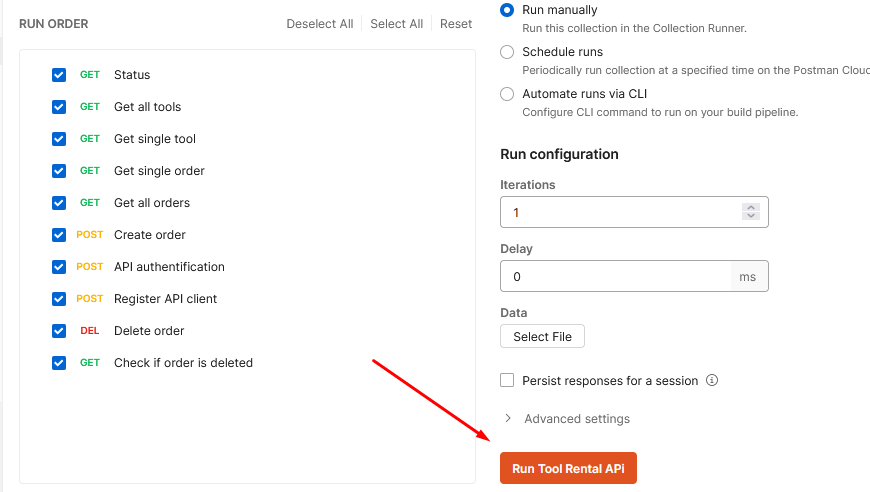 RUN ORDER
Deselect All
Select All
Reset
GET Status
GET Get all tools
GET Get single tool
GET Get single order
GET Get all orders
POST Create order
POST API authentification
POST Register API client
DEL Delete order
GET Check if order is deleted
Run manually
Run this collection in the Collection Runner.
Schedule runs
Periodically run collection at a specified time on the Postman Cloud
Automate runs via CLI
Configure CLI command to run on your build pipeline.
Run configuration
Iterations
1
Delay
0 ms
Data
Select File
Persist responses for a session
Advanced settings
Run Tool Rental APi